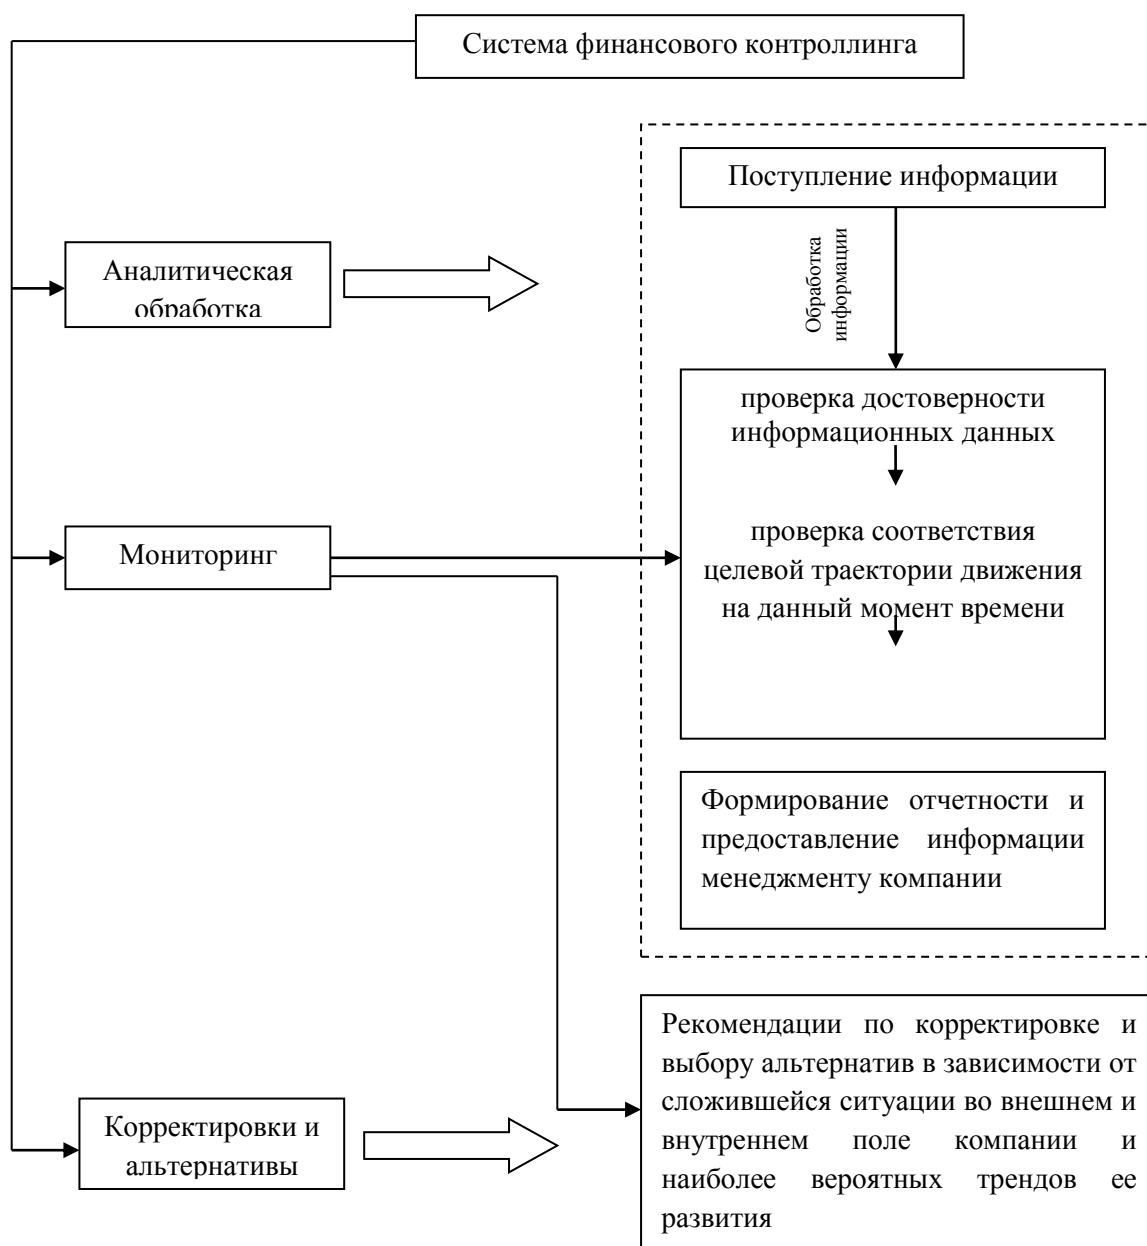 Система финансового контроллинга
Поступление информации
Обработка
информации
Аналитическая
обработка
проверка достоверности
информационных данных
проверка соответствия
целевой траектории движения
на данный момент времени
Мониторинг
Формирование отчетности и
предоставление информации
менеджменту компании
Рекомендации по корректировке и
выбору альтернатив в зависимости от
сложившейся ситуации во внешнем и
внутреннем поле компании и
наиболее вероятных трендов ее
развития
Корректировки и
альтернативы